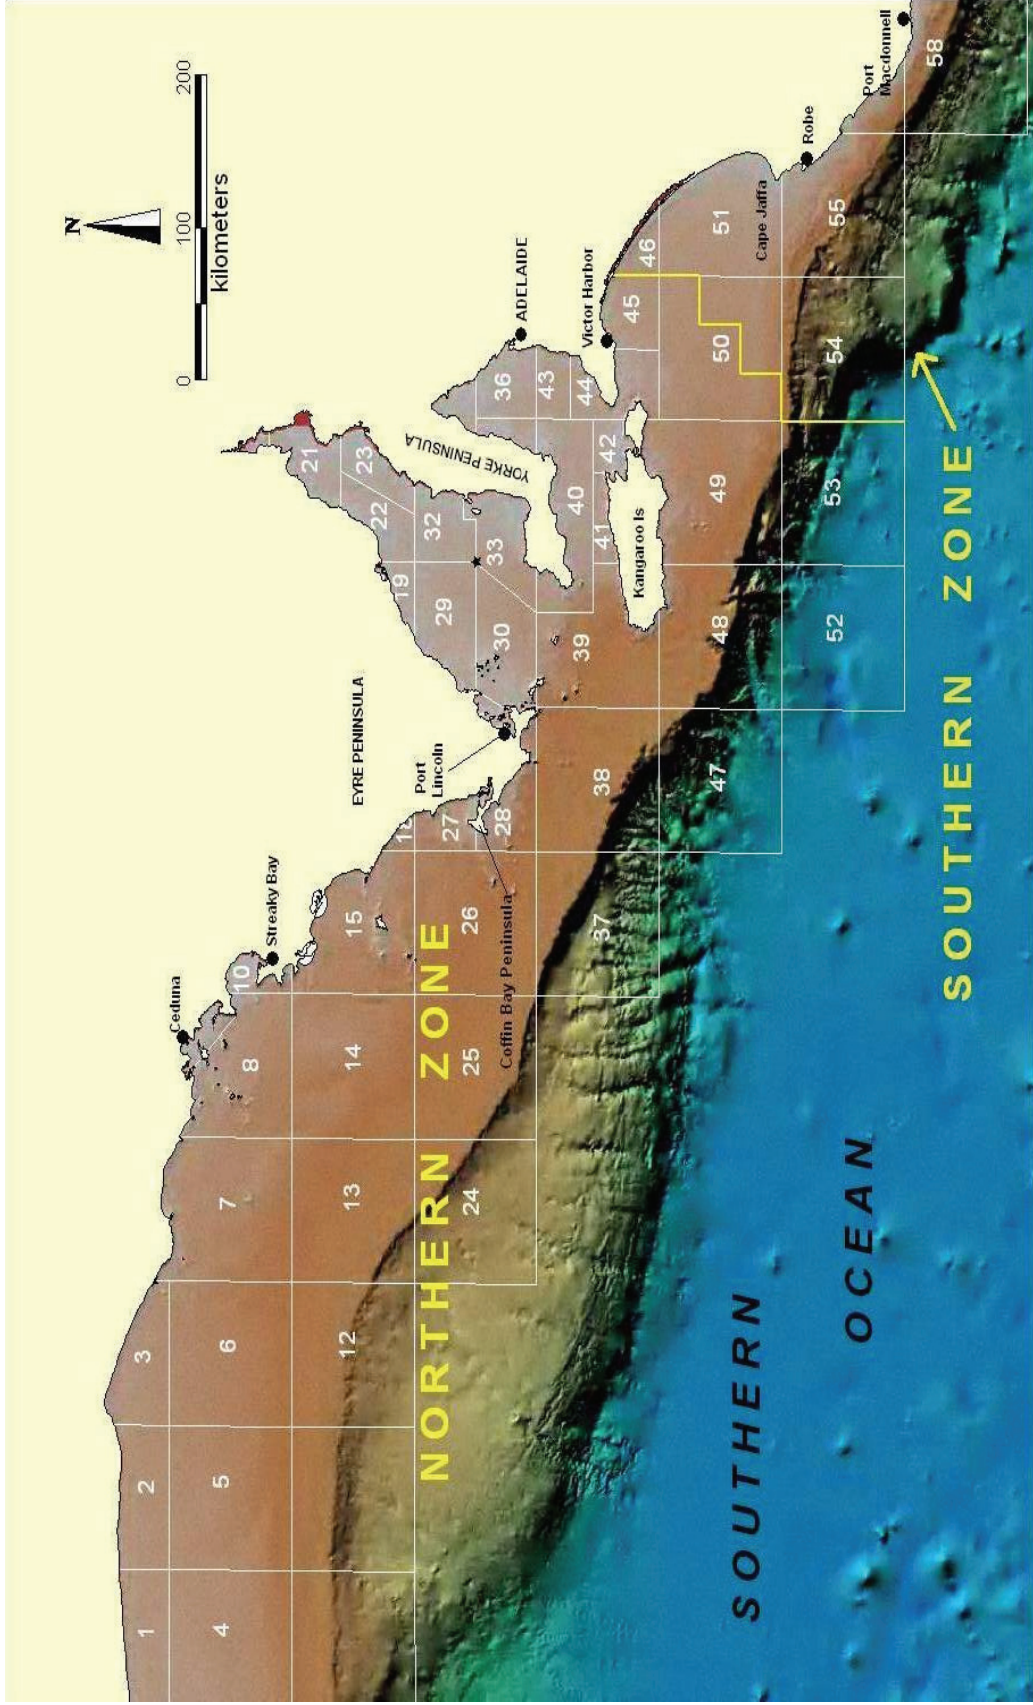 N
0 100 200
kilometers
Ceduna
Streaky Bay
EYRE PENINSULA
Port
Lincoln
Coffin Bay Peninsula
YORKE PENINSULA
ADELAIDE
Victor Harbor
Kangaroo Is
Cape Jaffa
Robe
Port
Macdonnell
1
2
3
4
5
6
7
8
10
12
13
14
15
18
19
21
22
23
24
25
26
27
28
29
30
32
33
36
37
38
39
40
41
42
43
44
45
46
47
48
49
50
51
52
53
54
55
58
NORTHERN ZONE
SOUTHERN ZONE
SOUTHERN
OCEAN